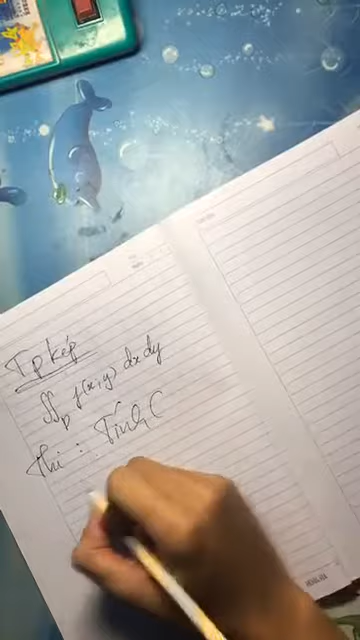 Tp kép
∬_D f(x,y) dx dy
Thi : Tính (